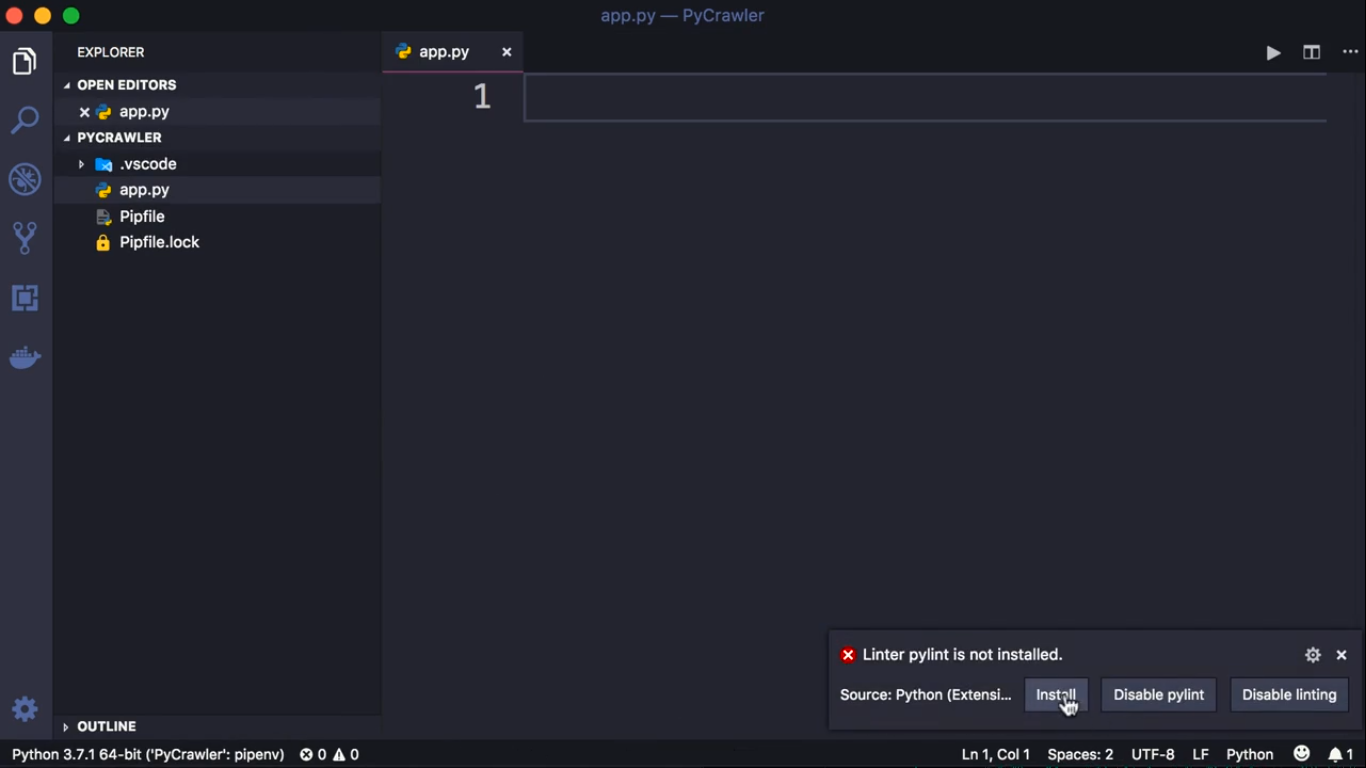 app.py — PyCrawler
EXPLORER
OPEN EDITORS
app.py
PYCRAWLER
.vscode
app.py
Pipfile
Pipfile.lock
OUTLINE
app.py
1
Linter pylint is not installed.
Source: Python (Extensi... Install Disable pylint Disable linting
Python 3.7.1 64-bit ('PyCrawler': pipenv) 0 0 Ln 1, Col 1 Spaces: 2 UTF-8 LF Python 1